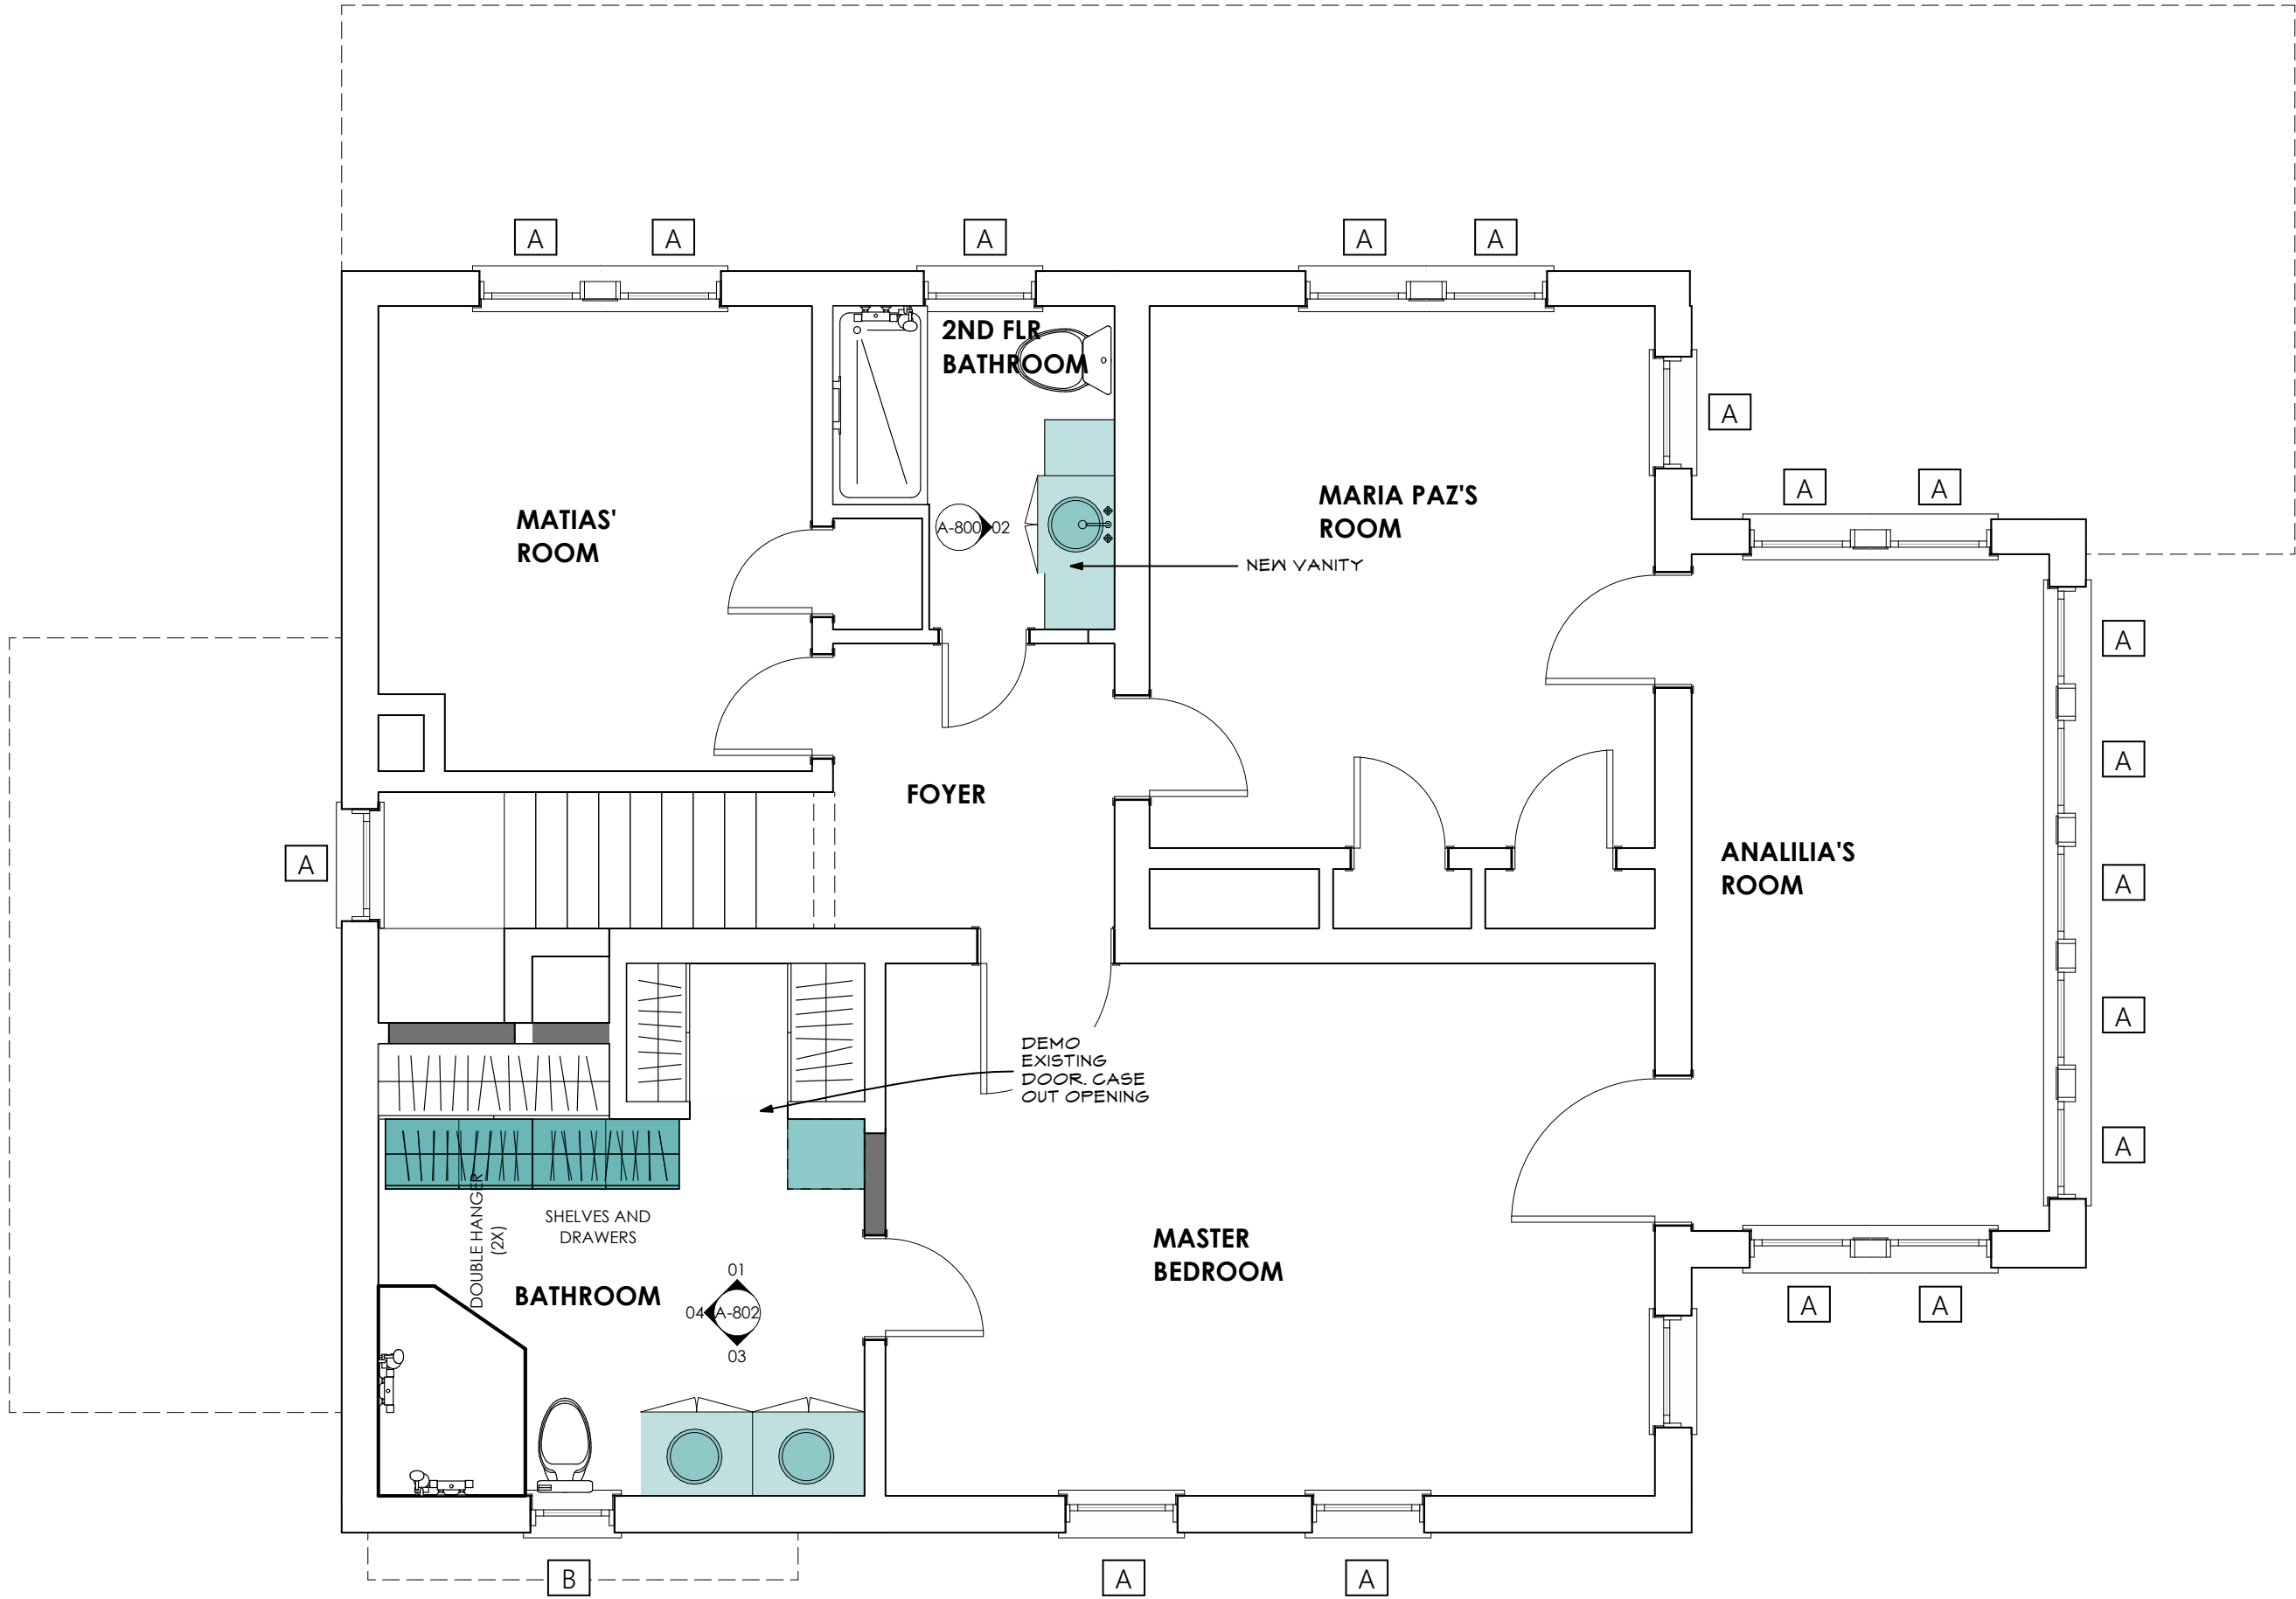 A A A A A
2ND FLR
BATHROOM
A
A A
MATIAS'
ROOM
MARIA PAZ'S
ROOM
A-800 02
NEW VANITY
A
A
FOYER
A
ANALILIA'S
ROOM
A
A
DEMO
EXISTING
DOOR. CASE
OUT OPENING
A
DOUBLE HANGER
(2X)
SHELVES AND
DRAWERS
MASTER
BEDROOM
BATHROOM
01
04 A-802
03
A A
B A A